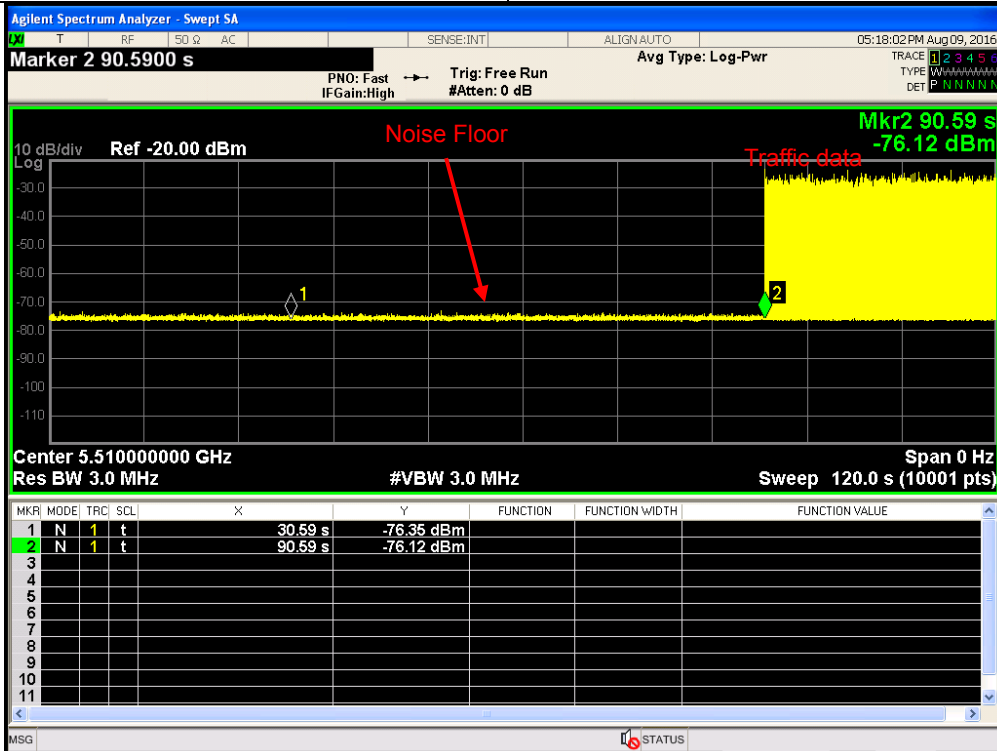 Agilent Spectrum Analyzer - Swept SA
LXI T RF 50 Ω AC SENSE:INT ALIGN AUTO 05:18:02 PM Aug 09, 2016
Marker 2 90.5900 s
PNO: Fast
IFGain:High
Trig: Free Run
#Atten: 0 dB
Avg Type: Log-Pwr
TRACE 1 2 3 4 5 6
TYPE W
DET P N N N N N
Mkr2 90.59 s
-76.12 dBm
10 dB/div Ref -20.00 dBm
Log
Noise Floor
Traffic data
-30.0
-40.0
-50.0
-60.0
-70.0
-80.0
-90.0
-100
-110
1
2
Center 5.510000000 GHz Span 0 Hz
Res BW 3.0 MHz #VBW 3.0 MHz Sweep 120.0 s (10001 pts)
MKR MODE TRC SCL X Y FUNCTION FUNCTION WIDTH FUNCTION VALUE
1 N 1 t 30.59 s -76.35 dBm
2 N 1 t 90.59 s -76.12 dBm
3
4
5
6
7
8
9
10
11
MSG STATUS